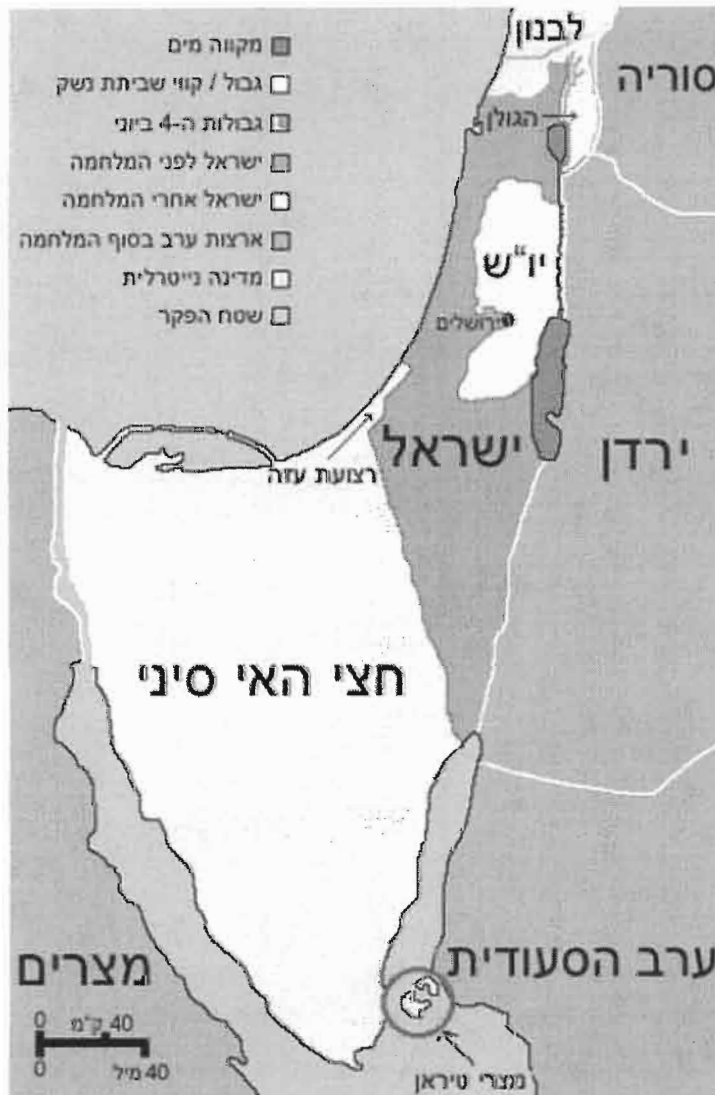 מקווה מים
גבול / קווי שביתת נשק
גבולות ה-4 ביוני
ישראל לפני המלחמה
ישראל אחרי המלחמה
ארצות ערב בסוף המלחמה
מדינה נייטרלית
שטח הפקר
לבנון
סוריה
הגולן
יו"ש
ירושלים
ישראל
ירדן
רצועת עזה
חצי האי סיני
מצרים
ערב הסעודית
0 40 ק"מ
0 40 מיל
מצרי טיראן